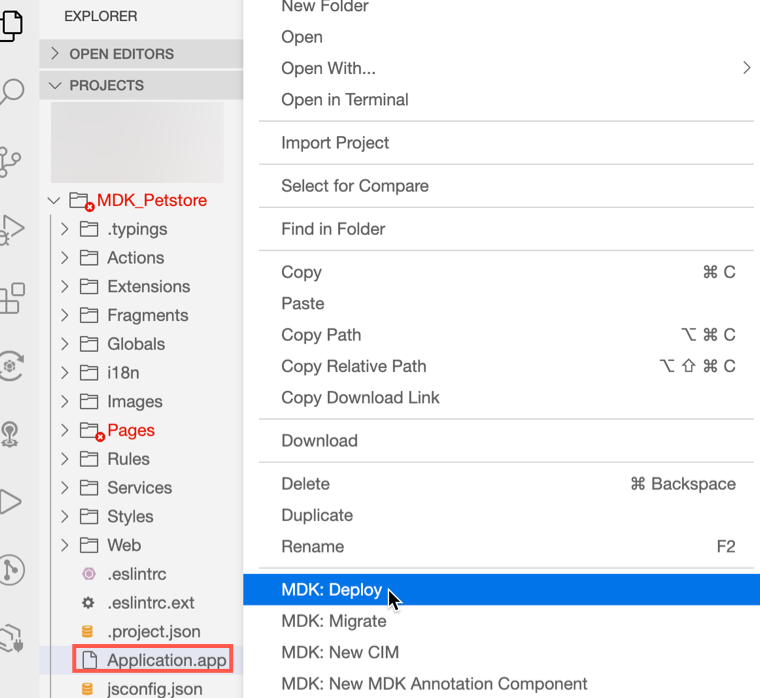 EXPLORER
OPEN EDITORS
PROJECTS
MDK_Petstore
.typings
Actions
Extensions
Fragments
Globals
i18n
Images
Pages
Rules
Services
Styles
Web
.eslintrc
.eslintrc.ext
.project.json
Application.app
jsconfig.json
New Folder
Open
Open With...
Open in Terminal
Import Project
Select for Compare
Find in Folder
Copy ⌘ C
Paste
Copy Path ⌥ ⌘ C
Copy Relative Path ⌥ ⇧ ⌘ C
Copy Download Link
Download
Delete ⌘ Backspace
Duplicate
Rename F2
MDK: Deploy
MDK: Migrate
MDK: New CIM
MDK: New MDK Annotation Component